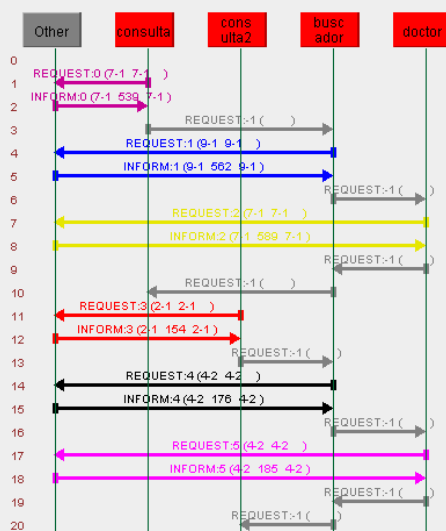 Other
consulta
cons
ulta2
busc
ador
doctor
0
REQUEST:0 (7-1 7-1 )
1
INFORM:0 (7-1 539 7-1 )
2
REQUEST:-1 ( )
3
REQUEST:1 (9-1 9-1 )
4
INFORM:1 (9-1 562 9-1 )
5
REQUEST:-1 ( )
6
REQUEST:2 (7-1 7-1 )
7
INFORM:2 (7-1 589 7-1 )
8
REQUEST:-1 ( )
9
REQUEST:-1 ( )
10
REQUEST:3 (2-1 2-1 )
11
INFORM:3 (2-1 154 2-1 )
12
REQUEST:-1 ( )
13
REQUEST:4 (4-2 4-2 )
14
INFORM:4 (4-2 176 4-2 )
15
REQUEST:-1 ( )
16
REQUEST:5 (4-2 4-2 )
17
INFORM:5 (4-2 185 4-2 )
18
REQUEST:-1 ( )
19
REQUEST:-1 ( )
20